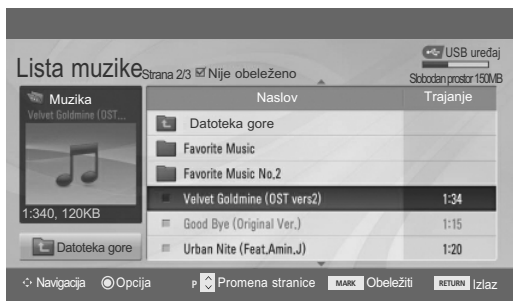 USB uređaj
Lista muzike Strana 2/3 Nije obeleženo
Slobodan prostor 150MB
Muzika
Velvet Goldmine (OST...
1:340, 120KB
Datoteka gore
Naslov Trajanje
Datoteka gore
Favorite Music
Favorite Music No,2
Velvet Goldmine (OST vers2) 1:34
Good Bye (Original Ver.) 1:15
Urban Nite (Feat.Amin.J) 1:20
Navigacija Opcija P Promena stranice MARK Obeležiti RETURN Izlaz